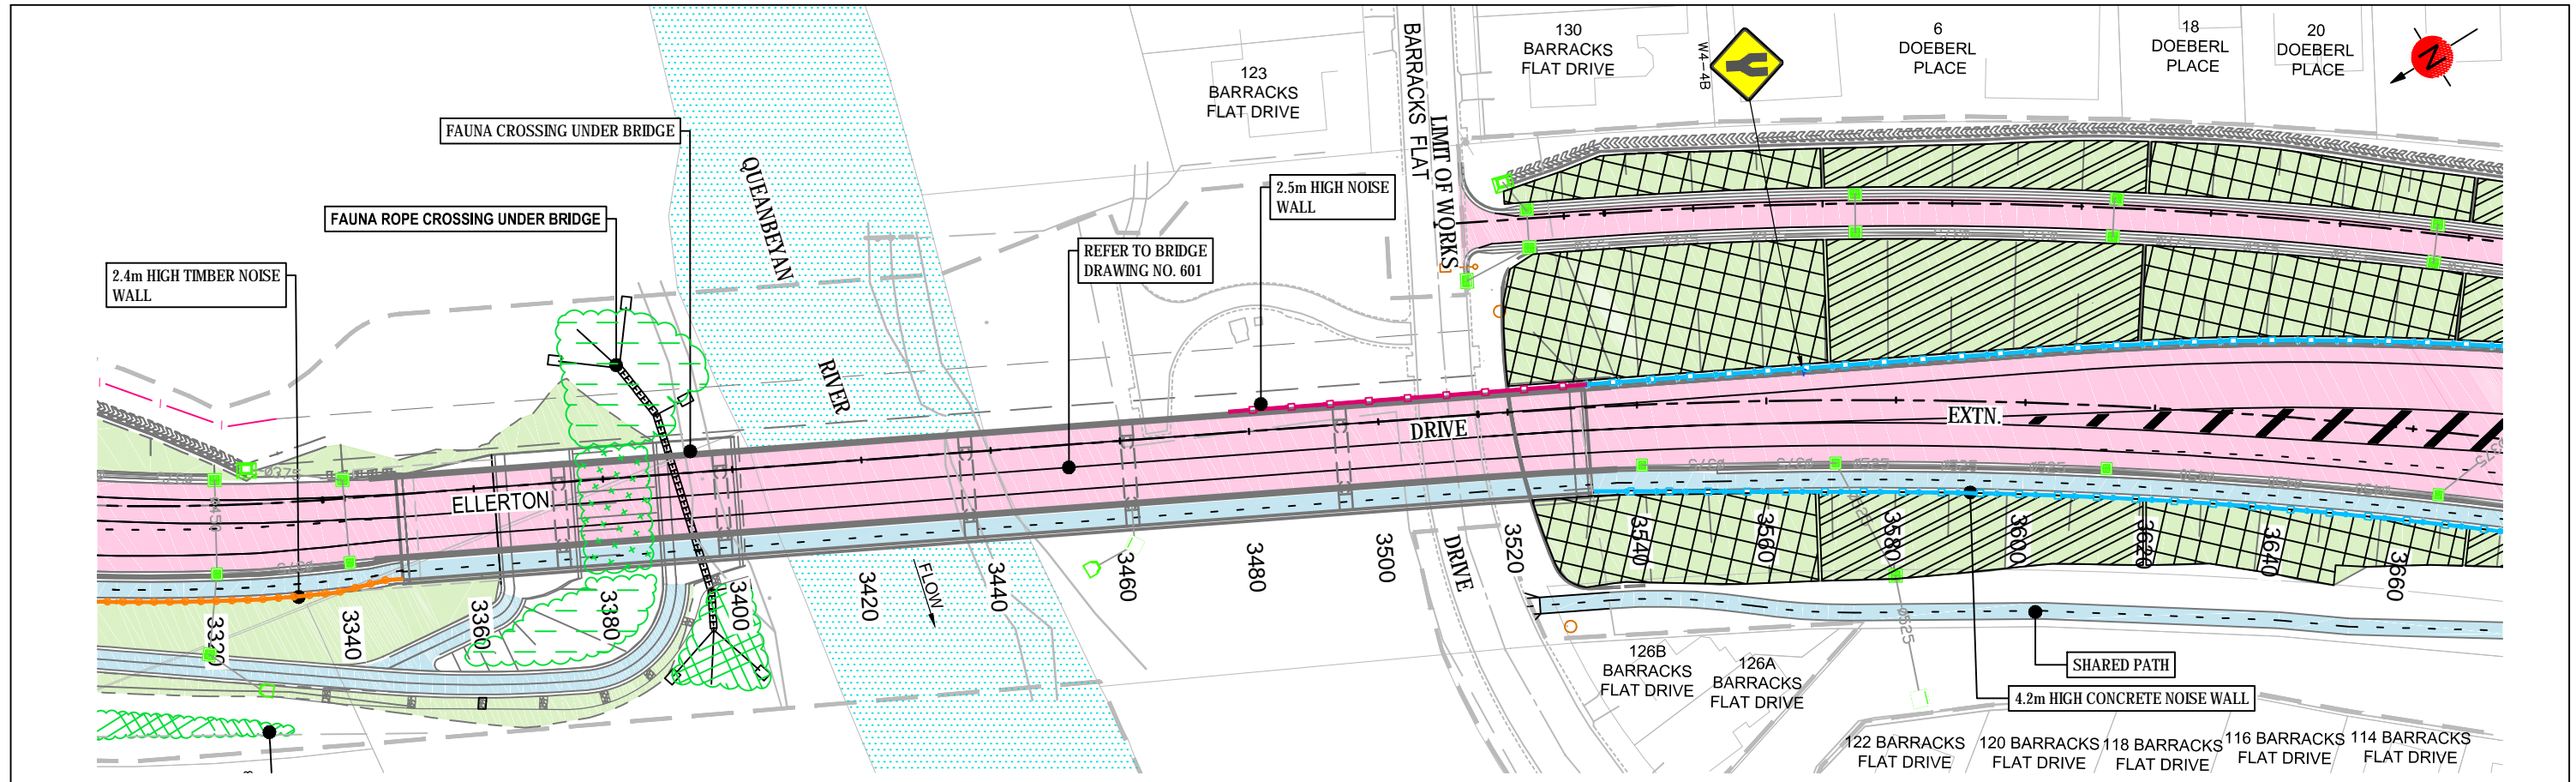 130
BARRACKS
FLAT DRIVE
W4-4B
6
DOEBERL
PLACE
18
DOEBERL
PLACE
20
DOEBERL
PLACE
N
123
BARRACKS
FLAT DRIVE
BARRACKS FLAT
LIMIT OF WORKS
FAUNA CROSSING UNDER BRIDGE
QUEANBEYAN
2.5m HIGH NOISE
WALL
FAUNA ROPE CROSSING UNDER BRIDGE
REFER TO BRIDGE
DRAWING NO. 601
2.4m HIGH TIMBER NOISE
WALL
RIVER
DRIVE
EXTN.
ELLERTON
Ø375
Ø450
Ø525
3320
3340
3360
3380
3400
3420
FLOW
3440
3460
3480
3500
DRIVE
3520
3540
3560
3580
3600
3620
3640
3660
Ø525
126B
BARRACKS
FLAT DRIVE
126A
BARRACKS
FLAT DRIVE
SHARED PATH
4.2m HIGH CONCRETE NOISE WALL
122 BARRACKS
FLAT DRIVE
120 BARRACKS
FLAT DRIVE
118 BARRACKS
FLAT DRIVE
116 BARRACKS
FLAT DRIVE
114 BARRACKS
FLAT DRIVE